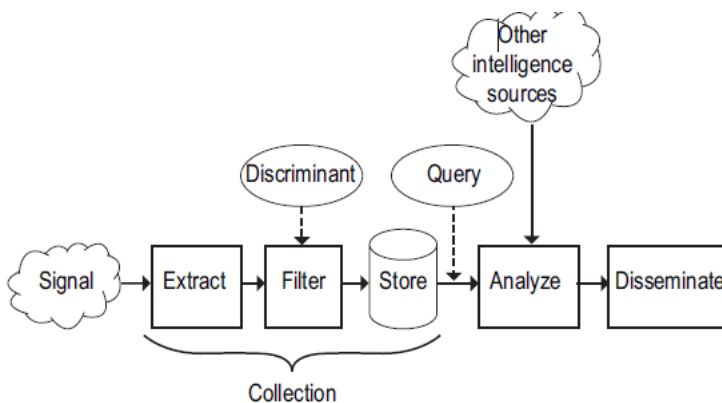 Other
intelligence
sources
Discriminant
Query
Signal
Extract
Filter
Store
Analyze
Disseminate
Collection